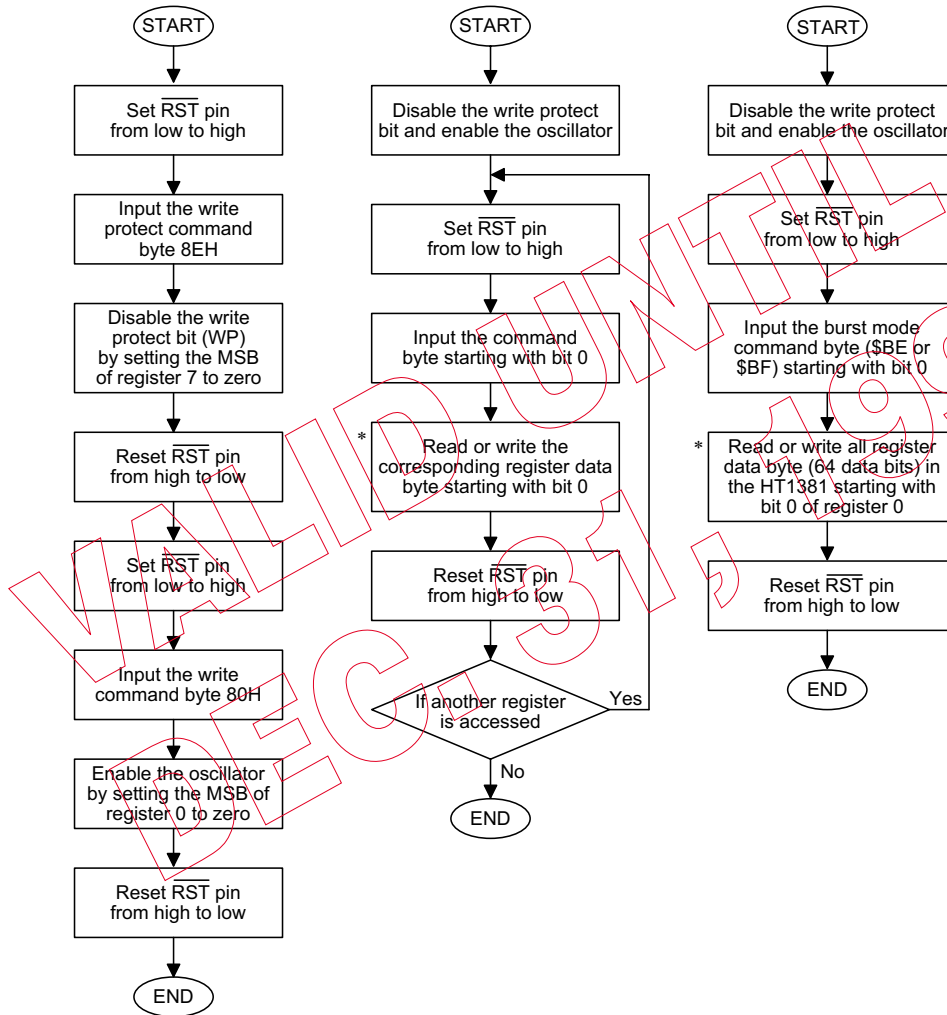 START
Set RST pin
from low to high
Input the write
protect command
byte 8EH
Disable the write
protect bit (WP)
by setting the MSB
of register 7 to zero
Reset RST pin
from high to low
Set RST pin
from low to high
Input the write
command byte 80H
Enable the oscillator
by setting the MSB of
register 0 to zero
Reset RST pin
from high to low
END
START
Disable the write protect
bit and enable the oscillator
Set RST pin
from low to high
Input the command
byte starting with bit 0
*
Read or write the
corresponding register data
byte starting with bit 0
Reset RST pin
from high to low
If another register
is accessed
Yes
No
END
START
Disable the write protect
bit and enable the oscillator
Set RST pin
from low to high
Input the burst mode
command byte ($BE or
$BF) starting with bit 0
*
Read or write all register
data byte (64 data bits) in
the HT1381 starting with
bit 0 of register 0
Reset RST pin
from high to low
END
VALID UNTIL
DEC. 31, 199